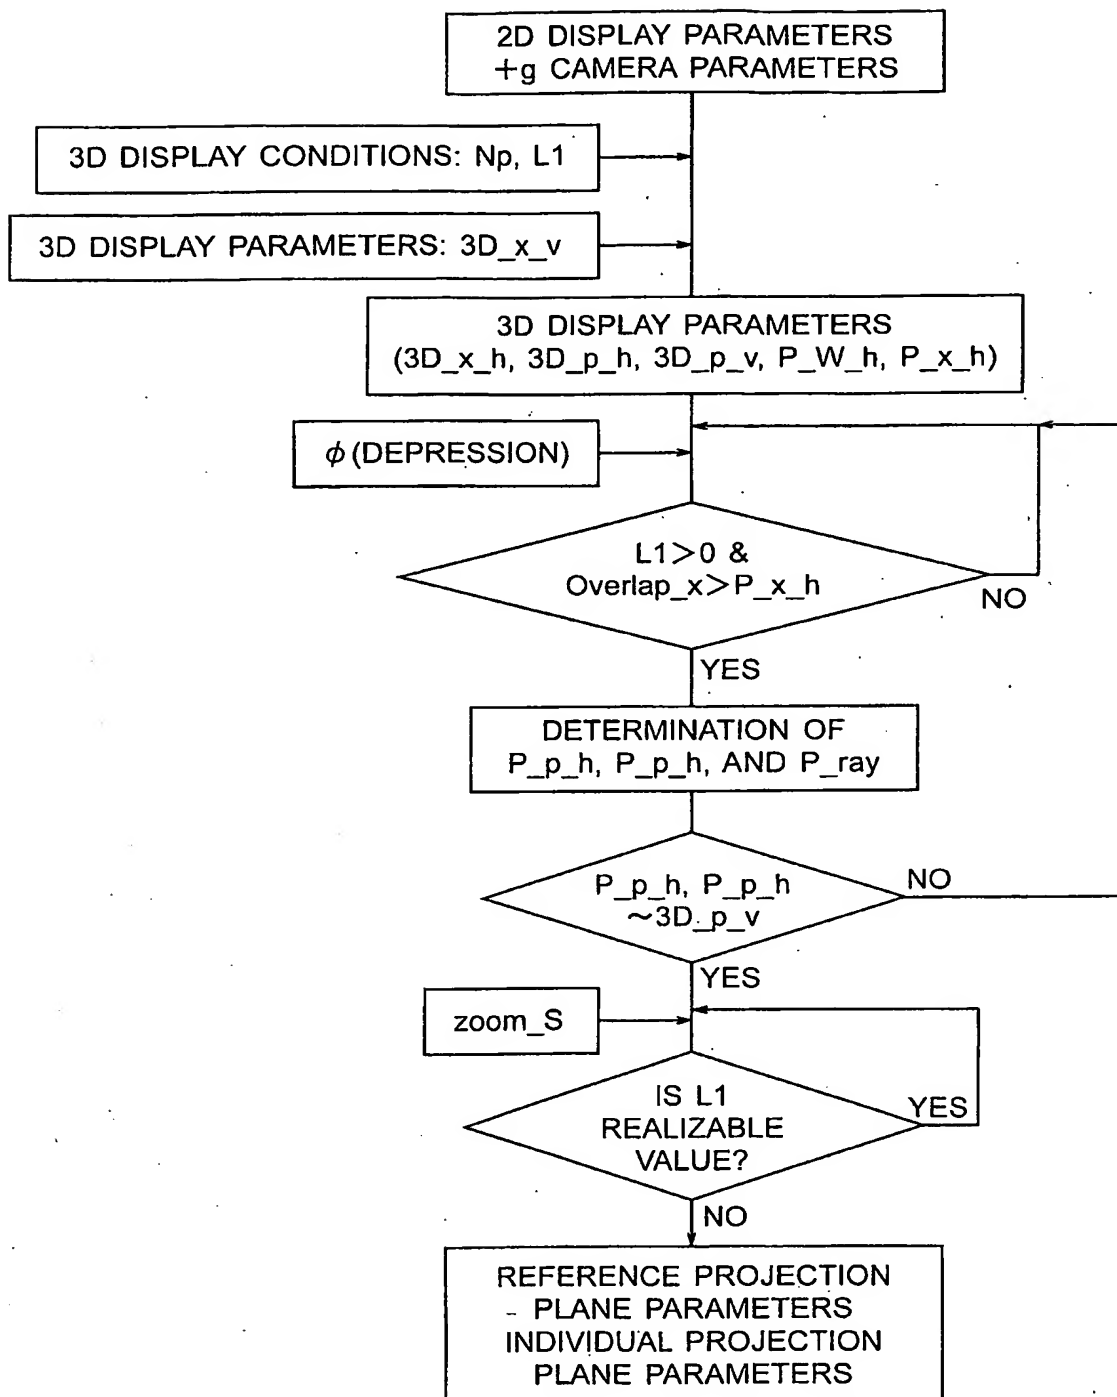 2D DISPLAY PARAMETERS
+g CAMERA PARAMETERS
3D DISPLAY CONDITIONS: Np, L1
3D DISPLAY PARAMETERS: 3D_x_v
3D DISPLAY PARAMETERS
(3D_x_h, 3D_p_h, 3D_p_v, P_W_h, P_x_h)
ϕ(DEPRESSION)
L1>0 &
Overlap_x>P_x_h
NO
YES
DETERMINATION OF
P_p_h, P_p_h, AND P_ray
P_p_h, P_p_h
~3D_p_v
NO
YES
zoom_S
IS L1
REALIZABLE
VALUE?
YES
NO
REFERENCE PROJECTION
PLANE PARAMETERS
INDIVIDUAL PROJECTION
PLANE PARAMETERS